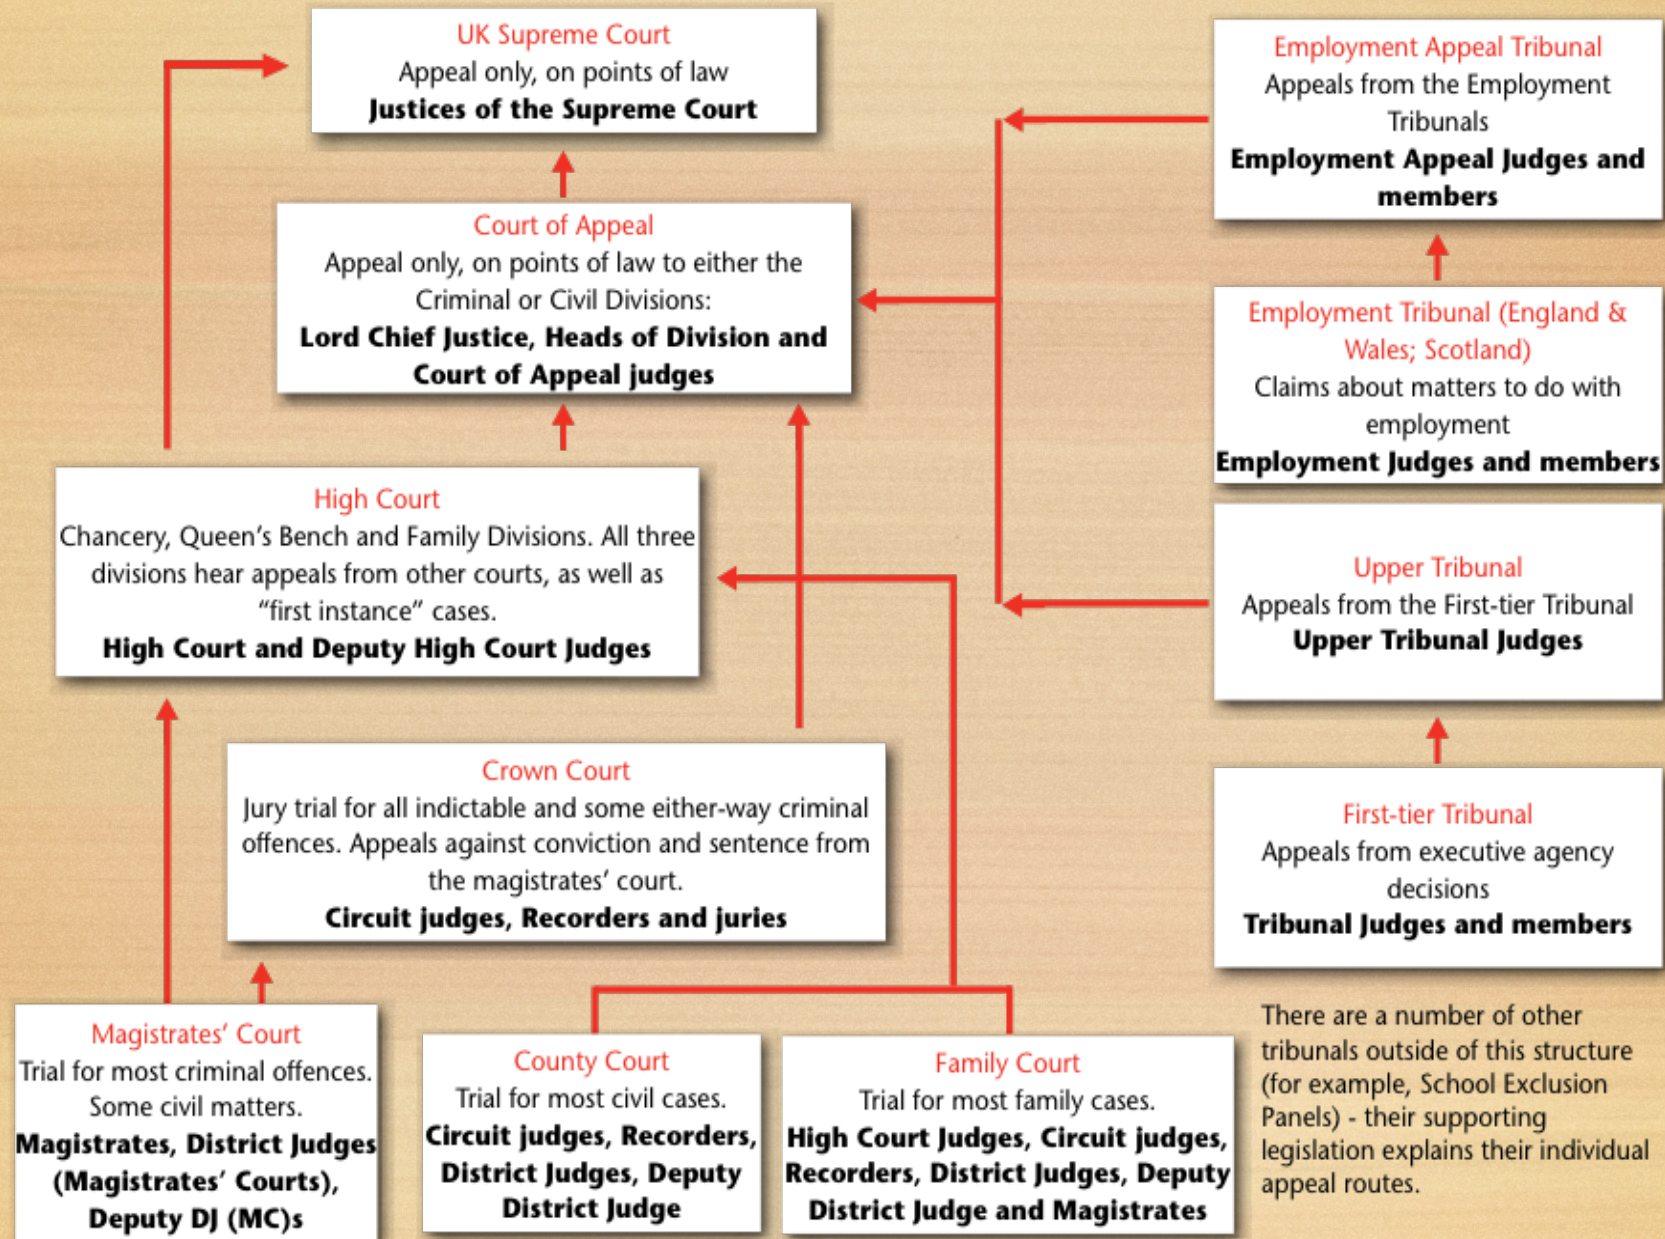 UK Supreme Court
Appeal only, on points of law
Justices of the Supreme Court
Court of Appeal
Appeal only, on points of law to either the
Criminal or Civil Divisions:
Lord Chief Justice, Heads of Division and
Court of Appeal judges
High Court
Chancery, Queen's Bench and Family Divisions. All three
divisions hear appeals from other courts, as well as
"first instance" cases.
High Court and Deputy High Court Judges
Crown Court
Jury trial for all indictable and some either-way criminal
offences. Appeals against conviction and sentence from
the magistrates' court.
Circuit judges, Recorders and juries
Magistrates' Court
Trial for most criminal offences.
Some civil matters.
Magistrates, District Judges
(Magistrates' Courts),
Deputy DJ (MC)s
County Court
Trial for most civil cases.
Circuit judges, Recorders,
District Judges, Deputy
District Judge
Family Court
Trial for most family cases.
High Court Judges, Circuit judges,
Recorders, District Judges, Deputy
District Judge and Magistrates
Employment Appeal Tribunal
Appeals from the Employment
Tribunals
Employment Appeal Judges and
members
Employment Tribunal (England &
Wales; Scotland)
Claims about matters to do with
employment
Employment Judges and members
Upper Tribunal
Appeals from the First-tier Tribunal
Upper Tribunal Judges
First-tier Tribunal
Appeals from executive agency
decisions
Tribunal Judges and members
There are a number of other
tribunals outside of this structure
(for example, School Exclusion
Panels) - their supporting
legislation explains their individual
appeal routes.